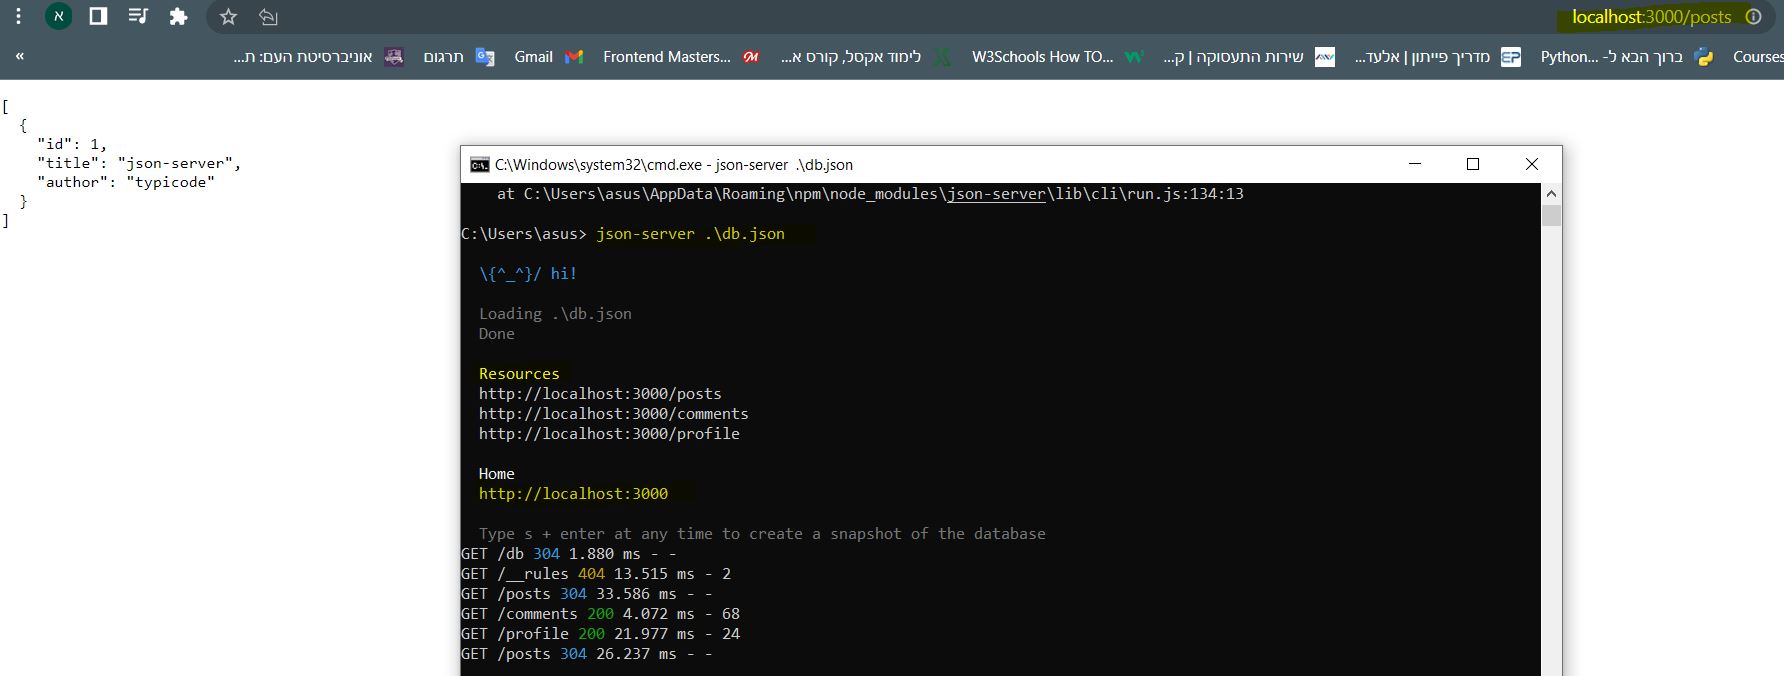 א
localhost:3000/posts
« אוניברסיטת העם: ת... תרגום Gmail Frontend Masters... לימוד אקסל, קורס א... W3Schools How TO... שירות התעסוקה | ק... מדריך פייתון | אלעד... ברוך הבא ל- Python... Courses
[
{
"id": 1,
"title": "json-server",
"author": "typicode"
}
]
C:\Windows\system32\cmd.exe - json-server .\db.json
at C:\Users\asus\AppData\Roaming\npm\node_modules\json-server\lib\cli\run.js:134:13
C:\Users\asus> json-server .\db.json
\{^_^}/ hi!
Loading .\db.json
Done
Resources
http://localhost:3000/posts
http://localhost:3000/comments
http://localhost:3000/profile
Home
http://localhost:3000
Type s + enter at any time to create a snapshot of the database
GET /db 304 1.880 ms - -
GET /__rules 404 13.515 ms - 2
GET /posts 304 33.586 ms - -
GET /comments 200 4.072 ms - 68
GET /profile 200 21.977 ms - 24
GET /posts 304 26.237 ms - -